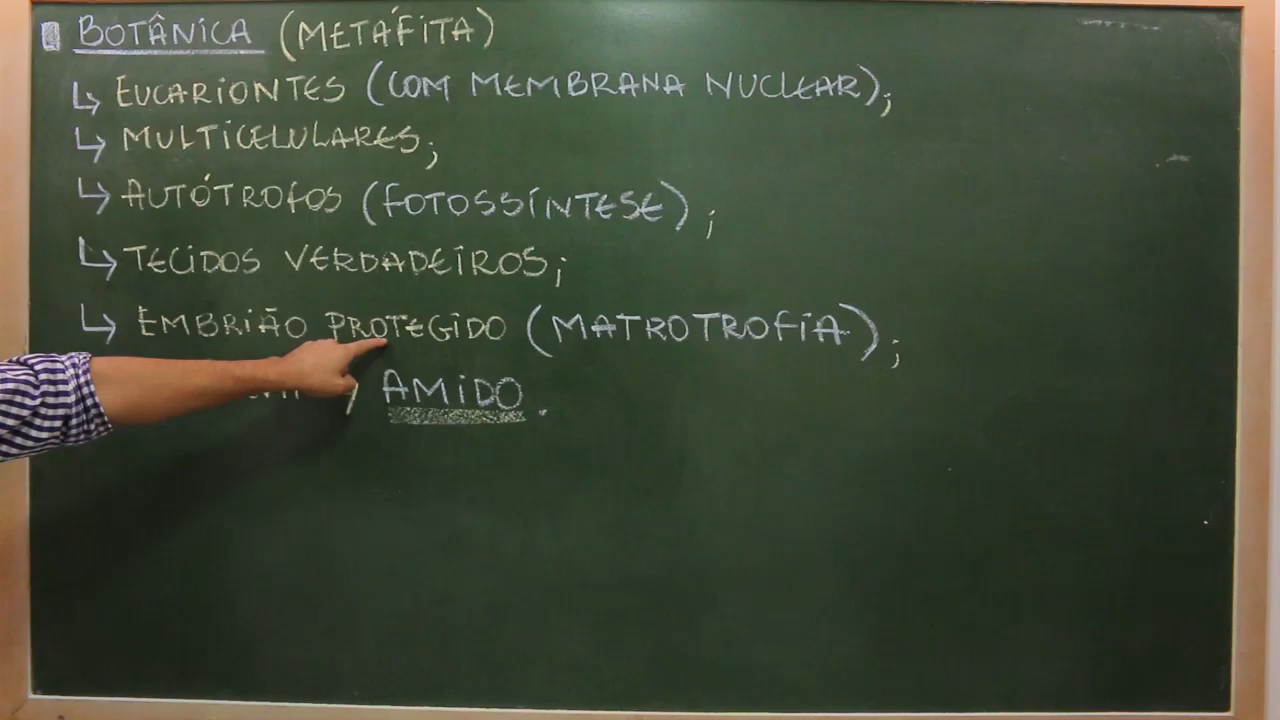 BOTÂNICA (METÁFITA)
↳ EUCARIONTES (COM MEMBRANA NUCLEAR);
↳ MULTICELULARES;
↳ AUTÓTROFOS (FOTOSSÍNTESE);
↳ TECIDOS VERDADEIROS;
↳ EMBRIÃO PROTEGIDO (MATROTROFIA);
AMIDO.